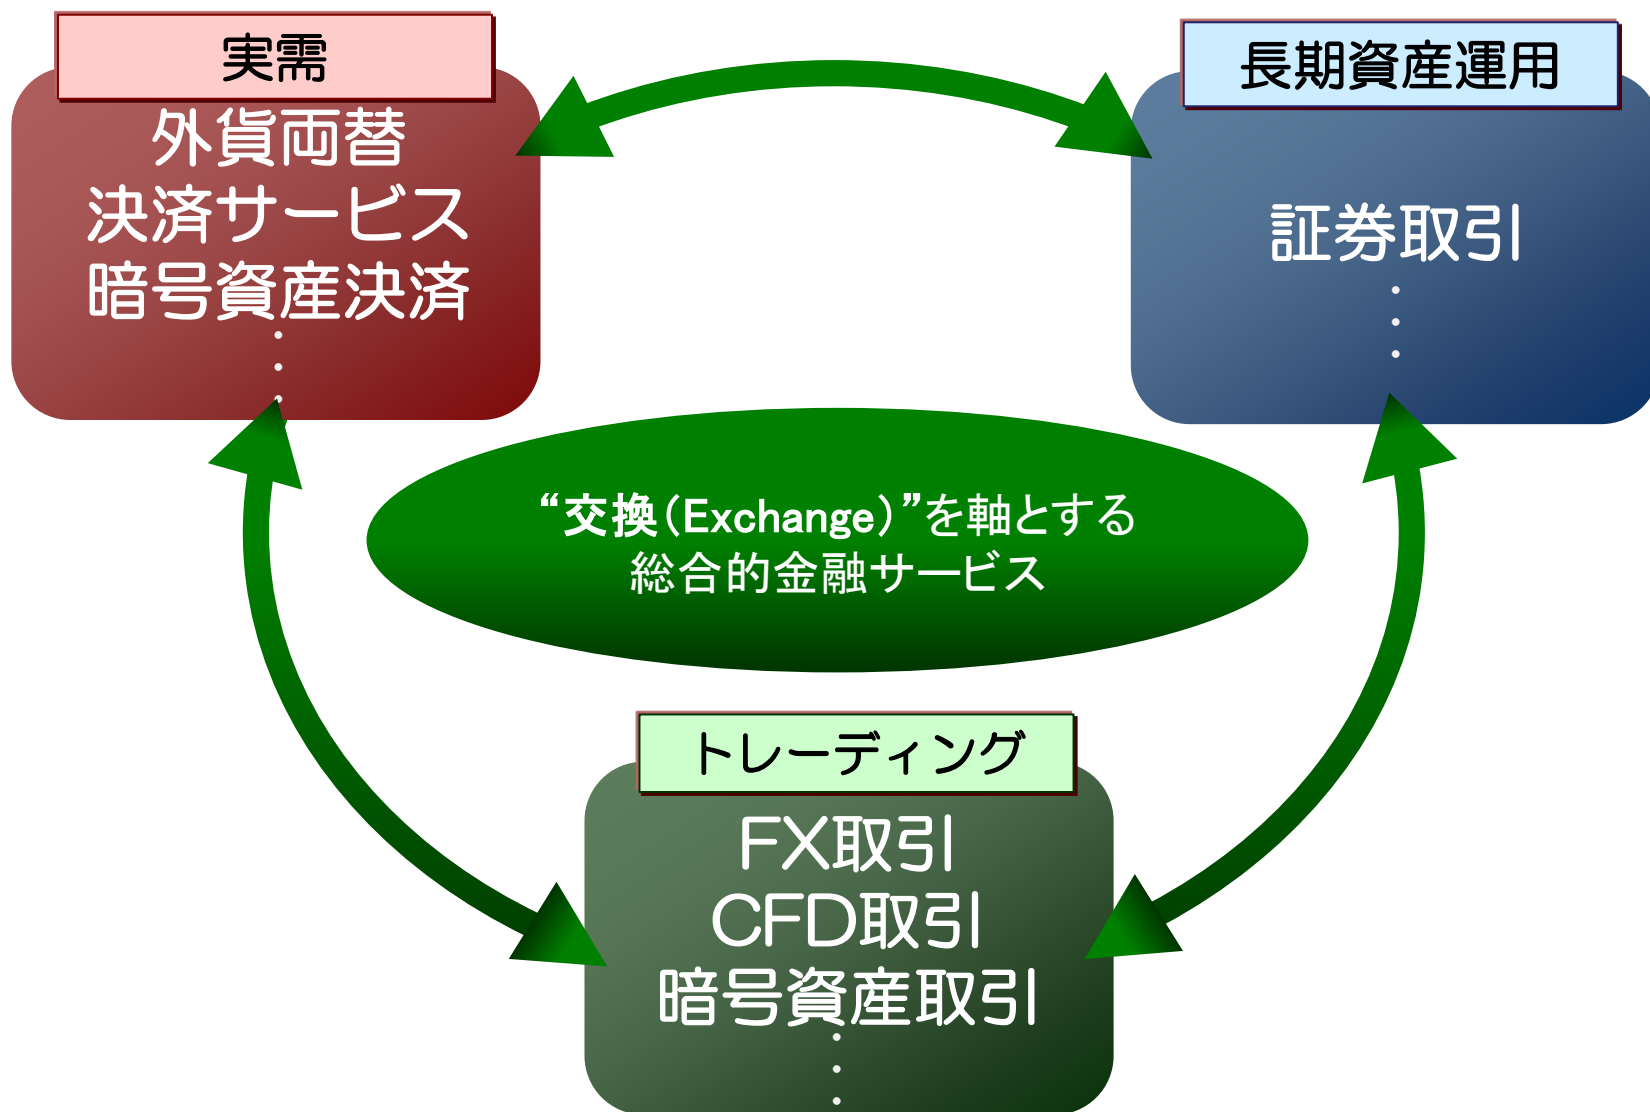 実需
外貨両替
決済サービス
暗号資産決済
・
・
・
長期資産運用
証券取引
・
・
・
“交換（Exchange）”を軸とする
総合的金融サービス
トレーディング
FX取引
CFD取引
暗号資産取引
・
・
・